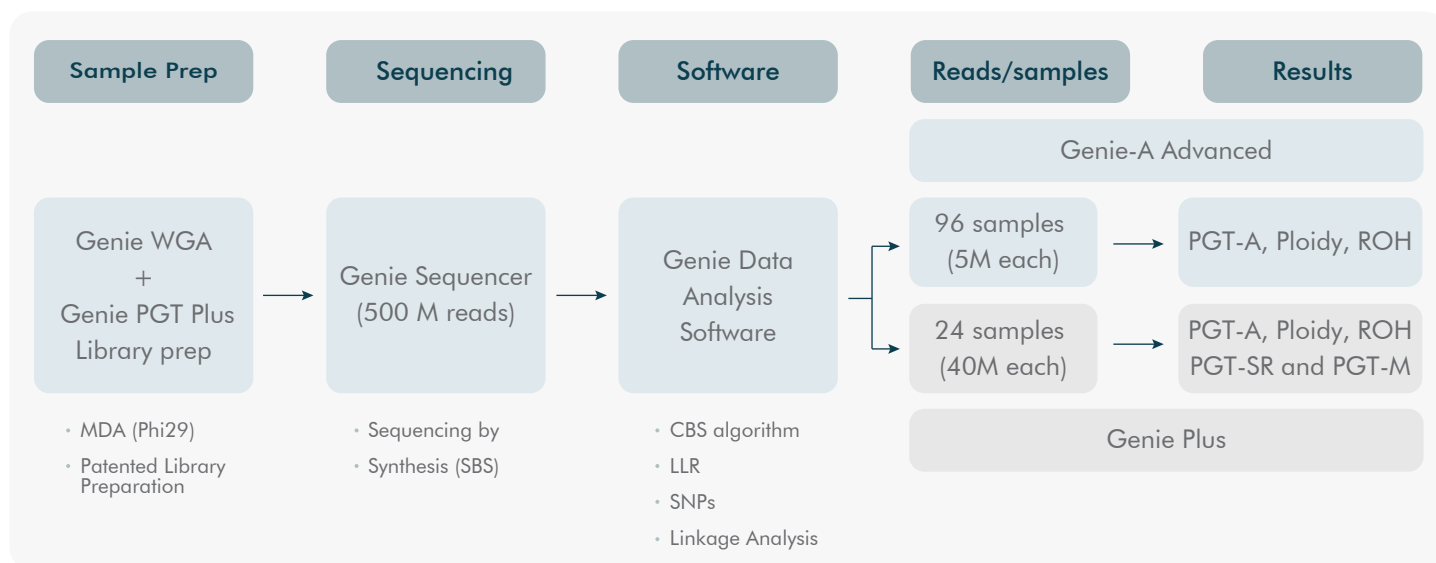 Sample Prep
Sequencing
Software
Reads/samples
Results
Genie-A Advanced
Genie WGA
+
Genie PGT Plus
Library prep
Genie Sequencer
(500 M reads)
Genie Data
Analysis
Software
96 samples
(5M each)
PGT-A, Ploidy, ROH
24 samples
(40M each)
PGT-A, Ploidy, ROH
PGT-SR and PGT-M
Genie Plus
• MDA (Phi29)
• Patented Library
Preparation
• Sequencing by
• Synthesis (SBS)
• CBS algorithm
• LLR
• SNPs
• Linkage Analysis